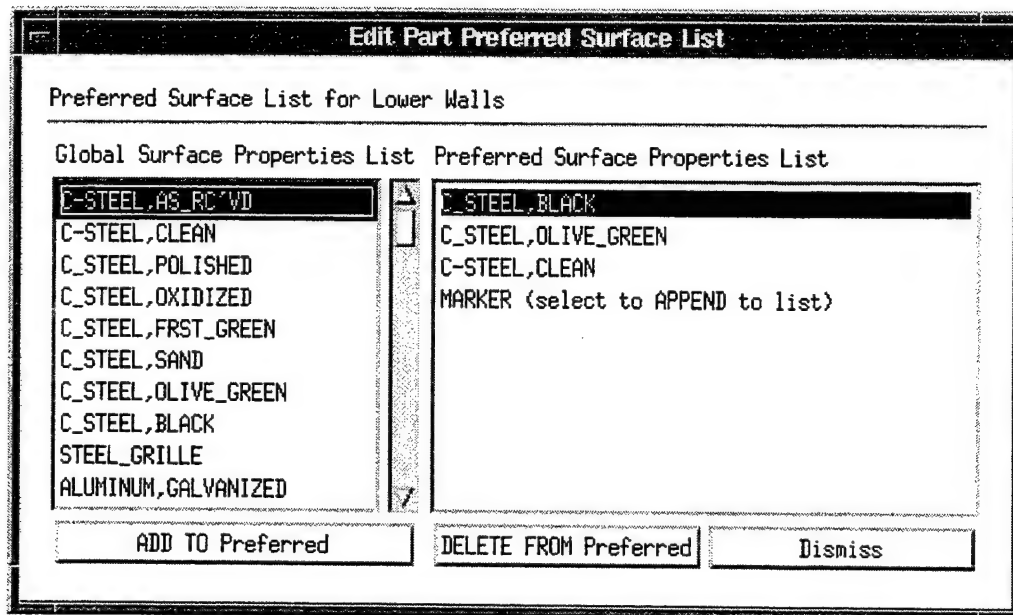 Edit Part Preferred Surface List
Preferred Surface List for Lower Walls
Global Surface Properties List
C-STEEL,AS_RC'VD
C-STEEL,CLEAN
C_STEEL,POLISHED
C_STEEL,OXIDIZED
C_STEEL,FRST_GREEN
C_STEEL,SAND
C_STEEL,OLIVE_GREEN
C_STEEL,BLACK
STEEL_GRILLE
ALUMINUM,GALVANIZED
ADD TO Preferred
Preferred Surface Properties List
C_STEEL,BLACK
C_STEEL,OLIVE_GREEN
C-STEEL,CLEAN
MARKER (select to APPEND to list)
DELETE FROM Preferred
Dismiss